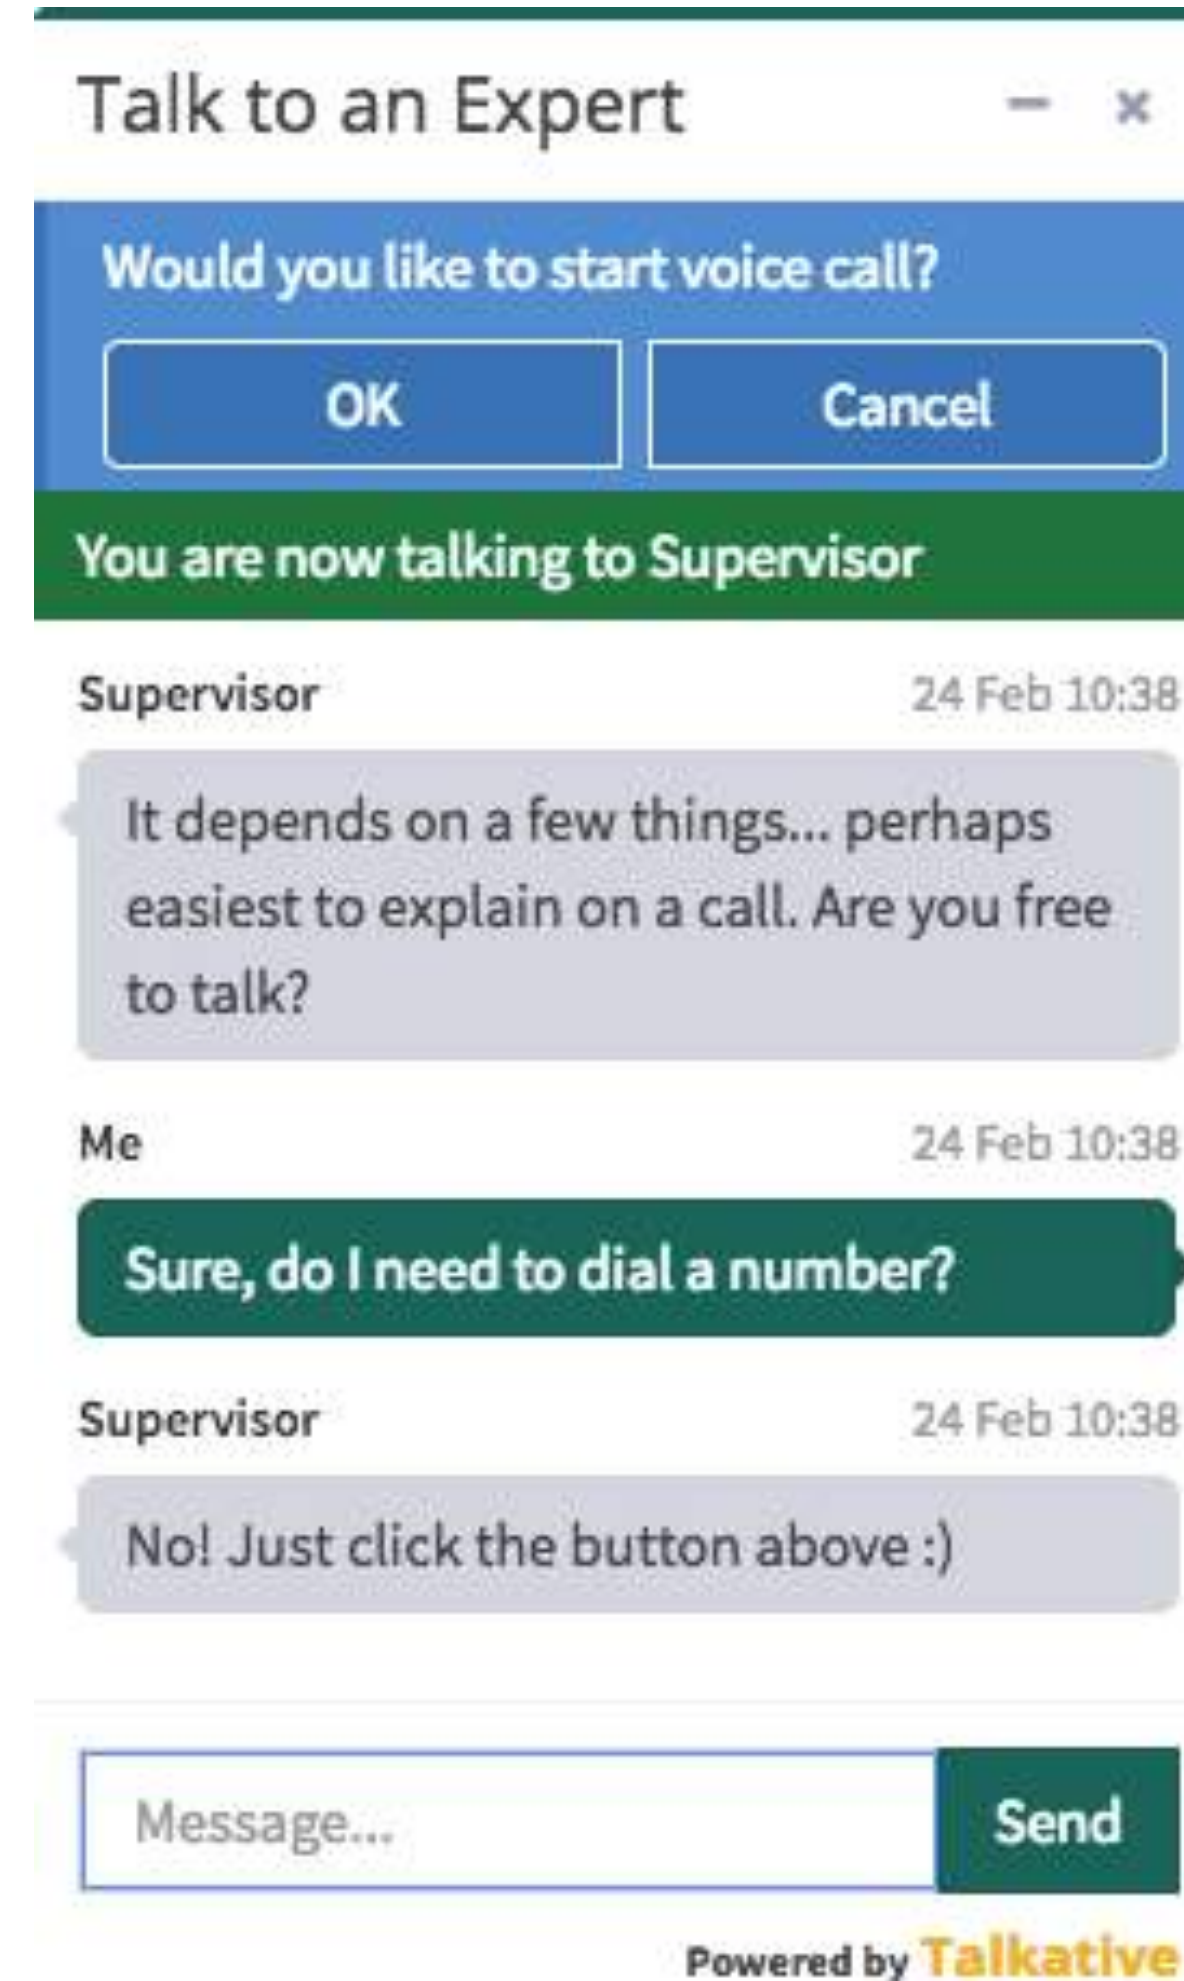 Talk to an Expert
Would you like to start voice call?
OK Cancel
You are now talking to Supervisor
Supervisor 24 Feb 10:38
It depends on a few things... perhaps
easiest to explain on a call. Are you free
to talk?
Me 24 Feb 10:38
Sure, do I need to dial a number?
Supervisor 24 Feb 10:38
No! Just click the button above :)
Message... Send
Powered by Talkative